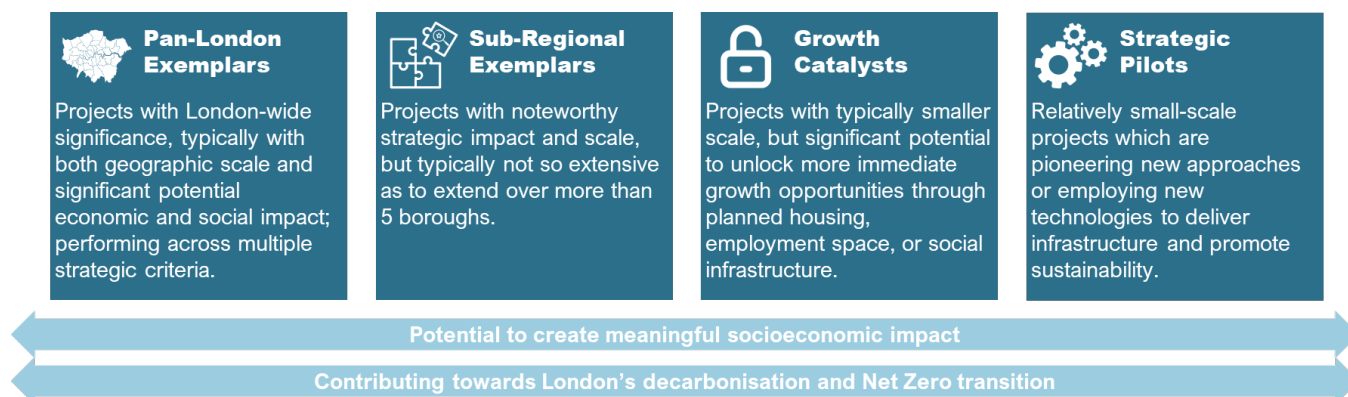 Pan-London
Exemplars
Projects with London-wide
significance, typically with
both geographic scale and
significant potential
economic and social impact;
performing across multiple
strategic criteria.
Sub-Regional
Exemplars
Projects with noteworthy
strategic impact and scale,
but typically not so extensive
as to extend over more than
5 boroughs.
Growth
Catalysts
Projects with typically smaller
scale, but significant potential
to unlock more immediate
growth opportunities through
planned housing,
employment space, or social
infrastructure.
Strategic
Pilots
Relatively small-scale
projects which are
pioneering new approaches
or employing new
technologies to deliver
infrastructure and promote
sustainability.
Potential to create meaningful socioeconomic impact
Contributing towards London's decarbonisation and Net Zero transition